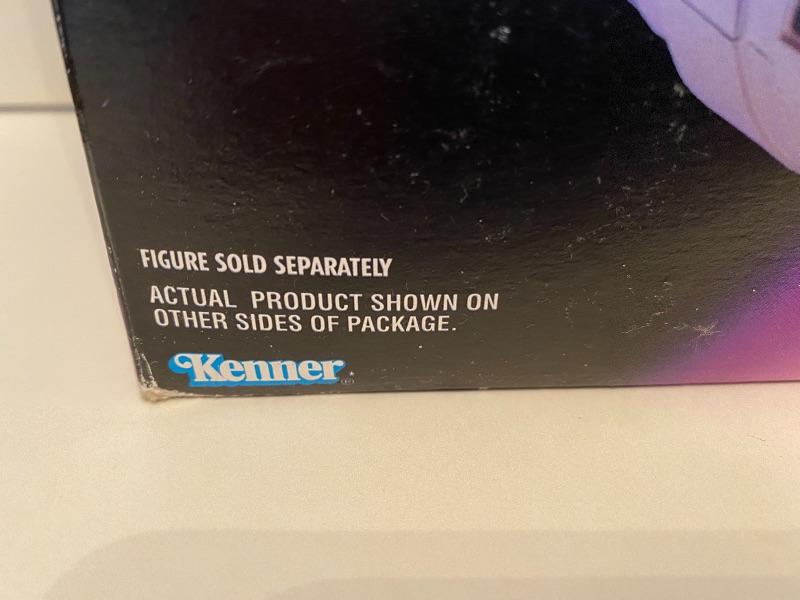 FIGURE SOLD SEPARATELY
ACTUAL PRODUCT SHOWN ON
OTHER SIDES OF PACKAGE.
Kenner